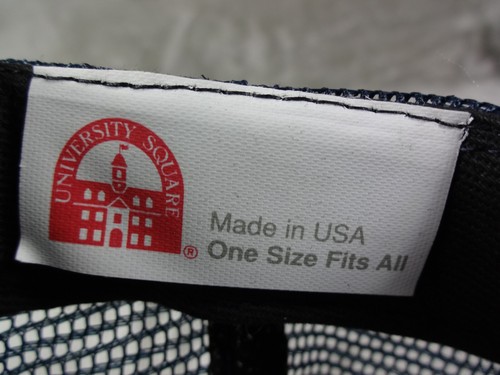 UNIVERSITY SQUARE
®
Made in USA
One Size Fits All